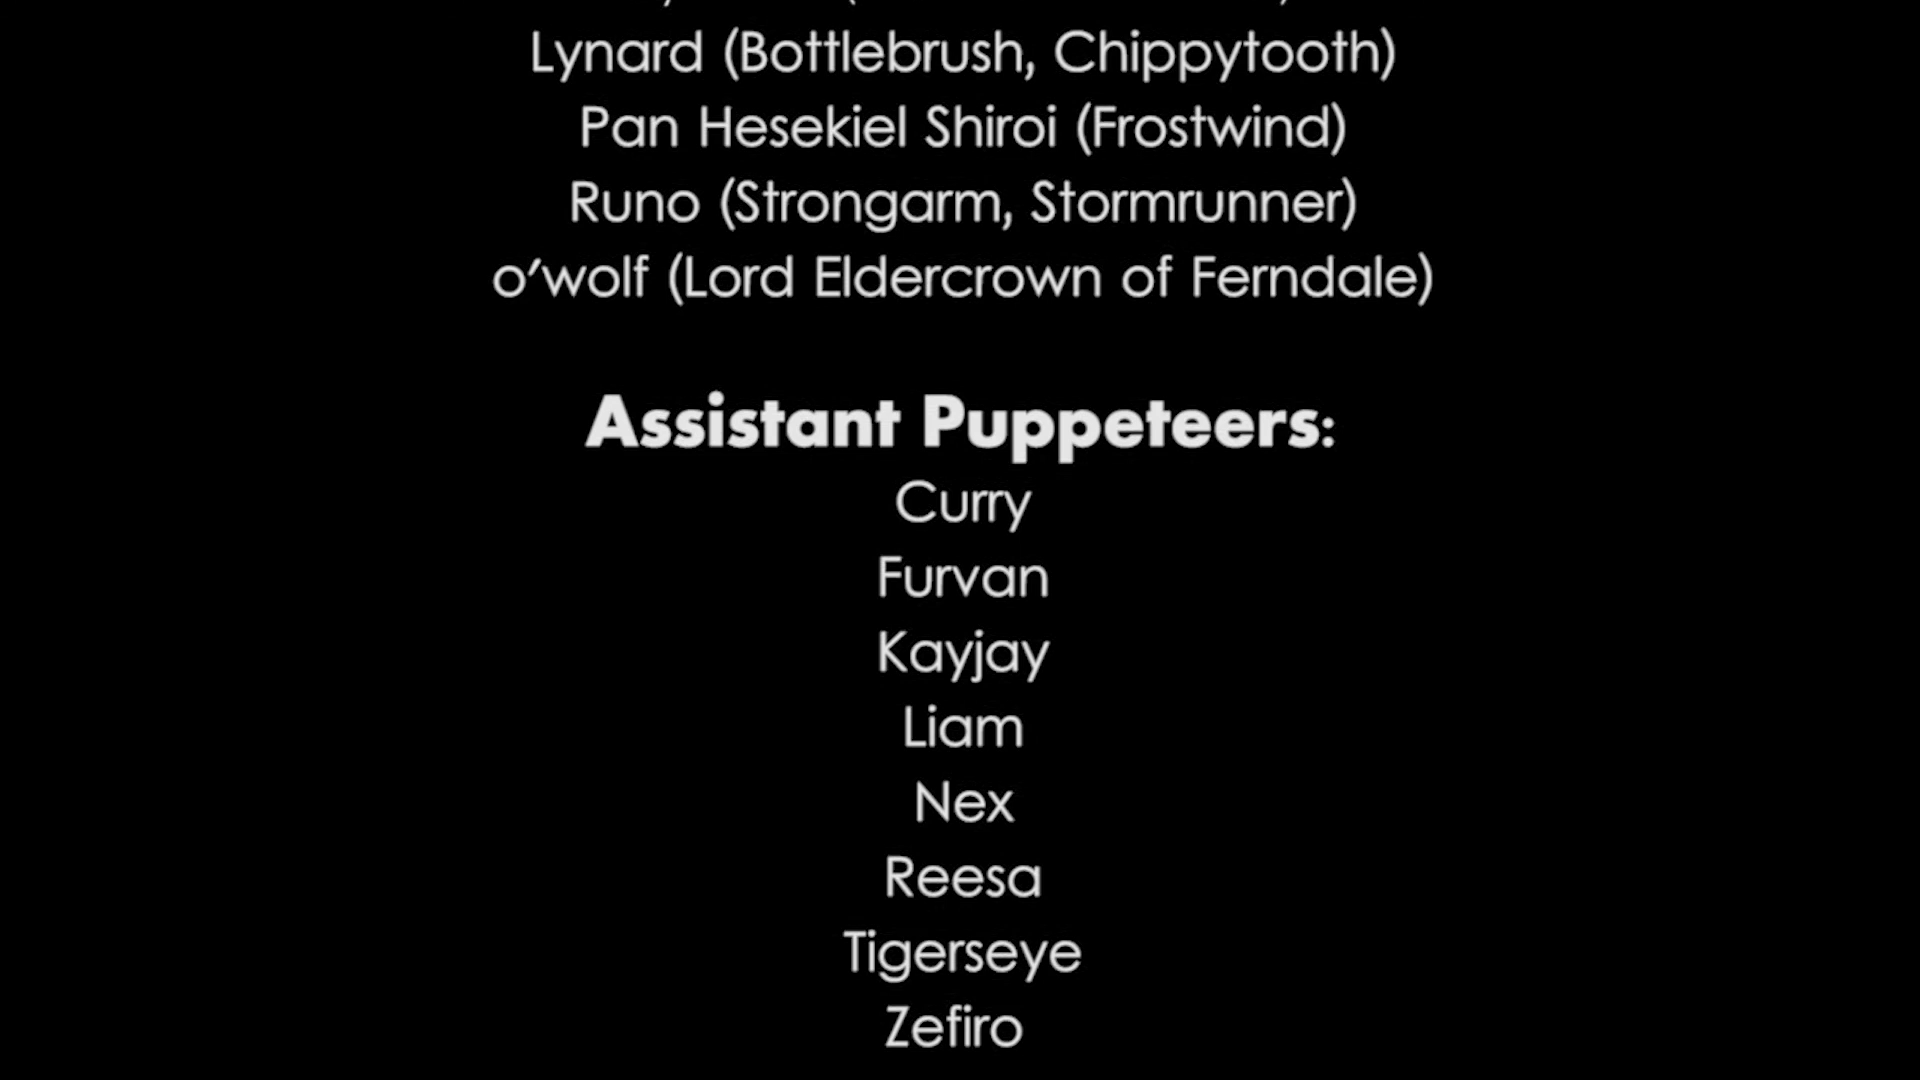 Lynard (Bottlebrush, Chippytooth)
Pan Hesekiel Shiroi (Frostwind)
Runo (Strongarm, Stormrunner)
o'wolf (Lord Eldercrown of Ferndale)
Assistant Puppeteers:
Curry
Furvan
Kayjay
Liam
Nex
Reesa
Tigerseye
Zefiro